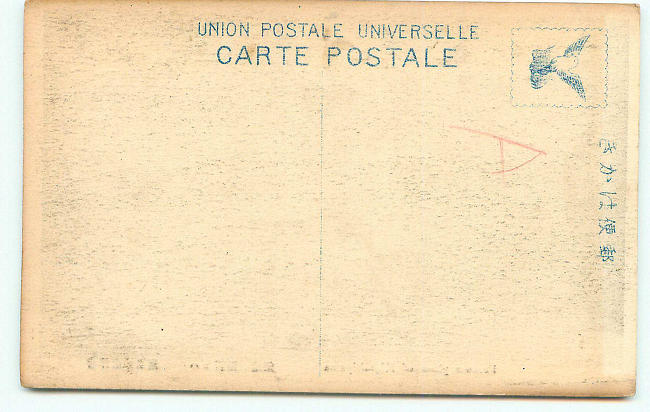 UNION POSTALE UNIVERSELLE
CARTE POSTALE
きかは便郵
A